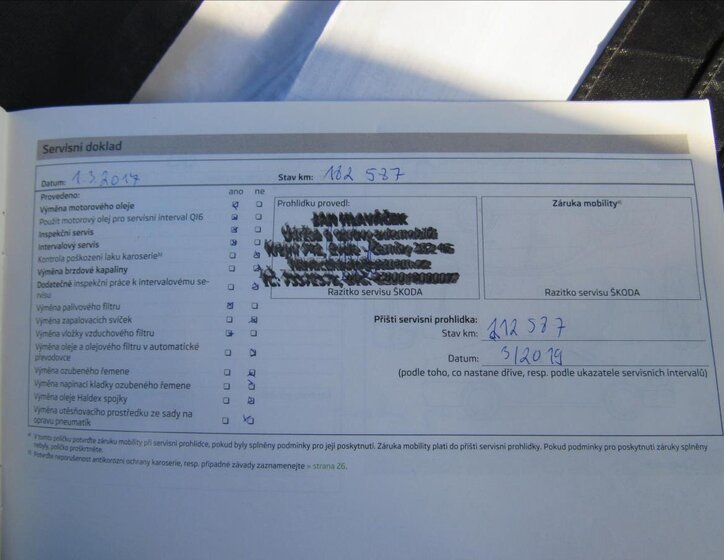 Servisní doklad
Datum: 1.3.2017 Stav km: 182 587
Provedeno: ano ne
Výměna motorového oleje
Použit motorový olej pro servisní interval QI6
Inspekční servis
Intervalový servis
Kontrola poškození laku karoserie
Výměna brzdové kapaliny
Dodatečné inspekční práce k intervalovému se-
rvisu
Výměna palivového filtru
Výměna zapalovacích svíček
Výměna vložky vzduchového filtru
Výměna oleje a olejového filtru v automatické
převodovce
Výměna ozubeného řemene
Výměna napínací kladky ozubeného řemene
Výměna oleje Haldex spojky
Výměna utěsňovacího prostředku ze sady na
opravu pneumatik
Prohlídku provedl:
JAN HLAVÁČEK
Razítko servisu ŠKODA
Záruka mobility
Razítko servisu ŠKODA
Příští servisní prohlídka:
Stav km: 212 587
Datum: 3/2019
(podle toho, co nastane dříve, resp. podle ukazatele servisních intervalů)
V tomto políčku potvrďte záruku mobility při servisní prohlídce, pokud byly splněny podmínky pro její poskytnutí. Záruka mobility platí do příští servisní prohlídky. Pokud podmínky pro poskytnutí záruky splněny
nebyly, políčko proškrtněte.
Potvrďte neporušenost antikorozní ochrany karoserie, resp. případné závady zaznamenejte » strana 26.